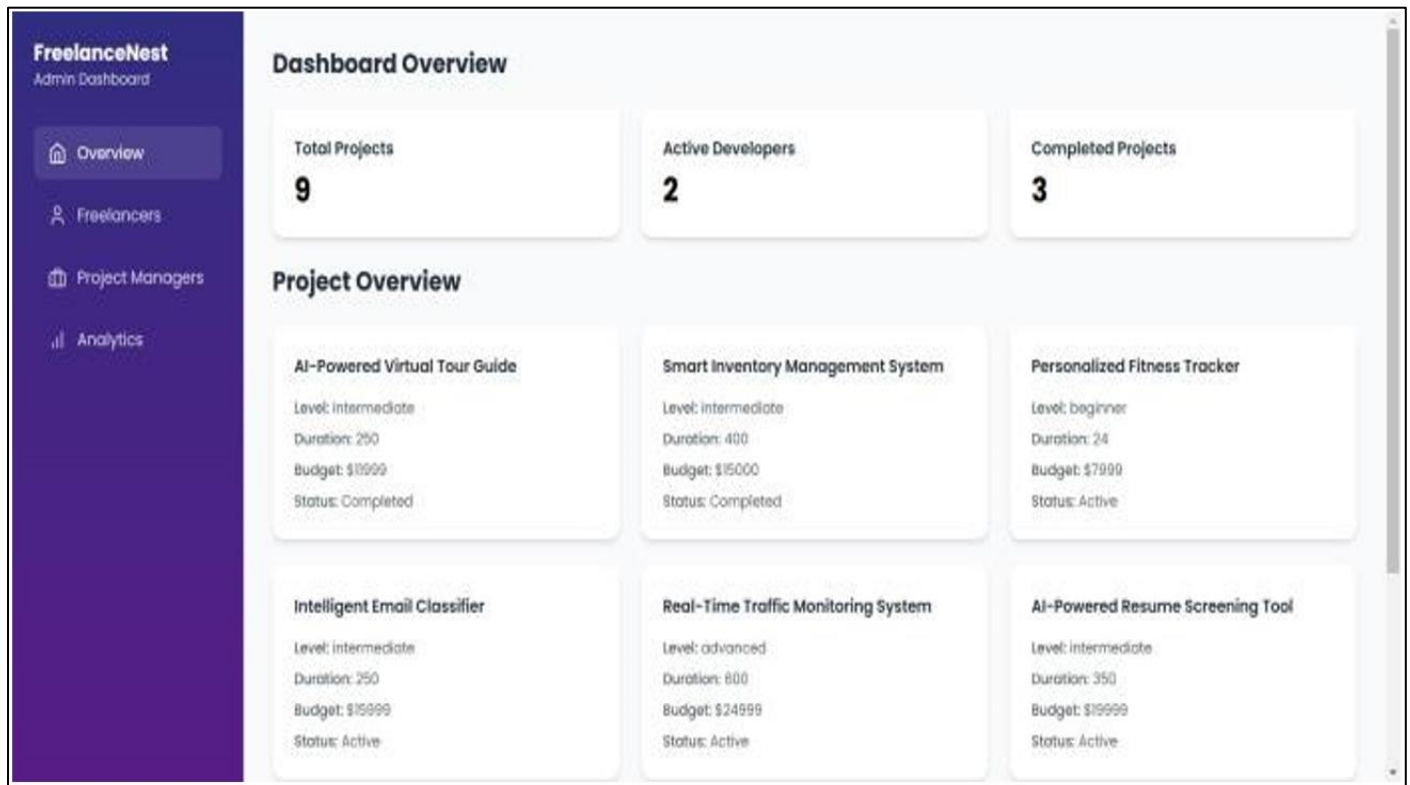 FreelanceNest
Admin Dashboard
Overview
Freelancers
Project Managers
Analytics
Dashboard Overview
Total Projects
9
Active Developers
2
Completed Projects
3
Project Overview
AI-Powered Virtual Tour Guide
Level: intermediate
Duration: 250
Budget: $11999
Status: Completed
Smart Inventory Management System
Level: intermediate
Duration: 400
Budget: $15000
Status: Completed
Personalized Fitness Tracker
Level: beginner
Duration: 24
Budget: $7999
Status: Active
Intelligent Email Classifier
Level: intermediate
Duration: 250
Budget: $15999
Status: Active
Real-Time Traffic Monitoring System
Level: advanced
Duration: 600
Budget: $24999
Status: Active
AI-Powered Resume Screening Tool
Level: intermediate
Duration: 350
Budget: $19999
Status: Active